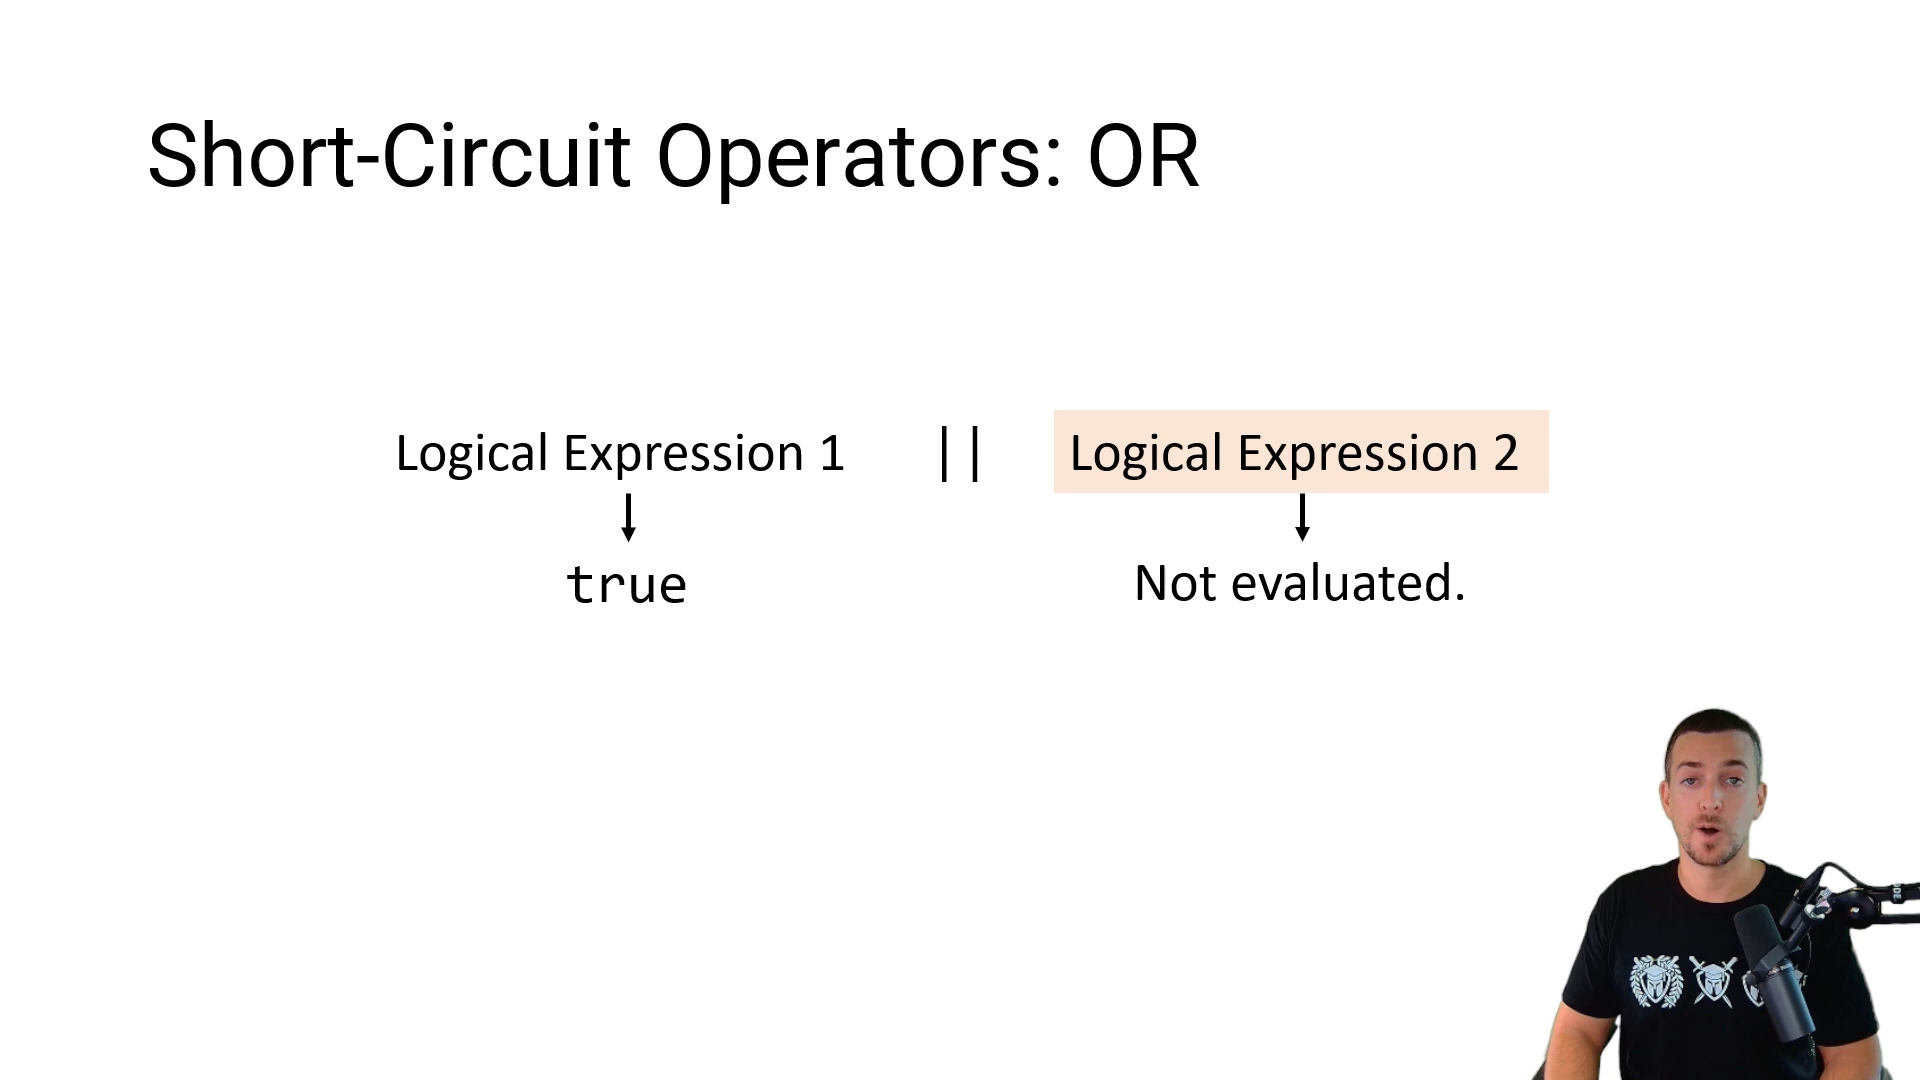 Short-Circuit Operators: OR
Logical Expression 1 || Logical Expression 2
true Not evaluated.